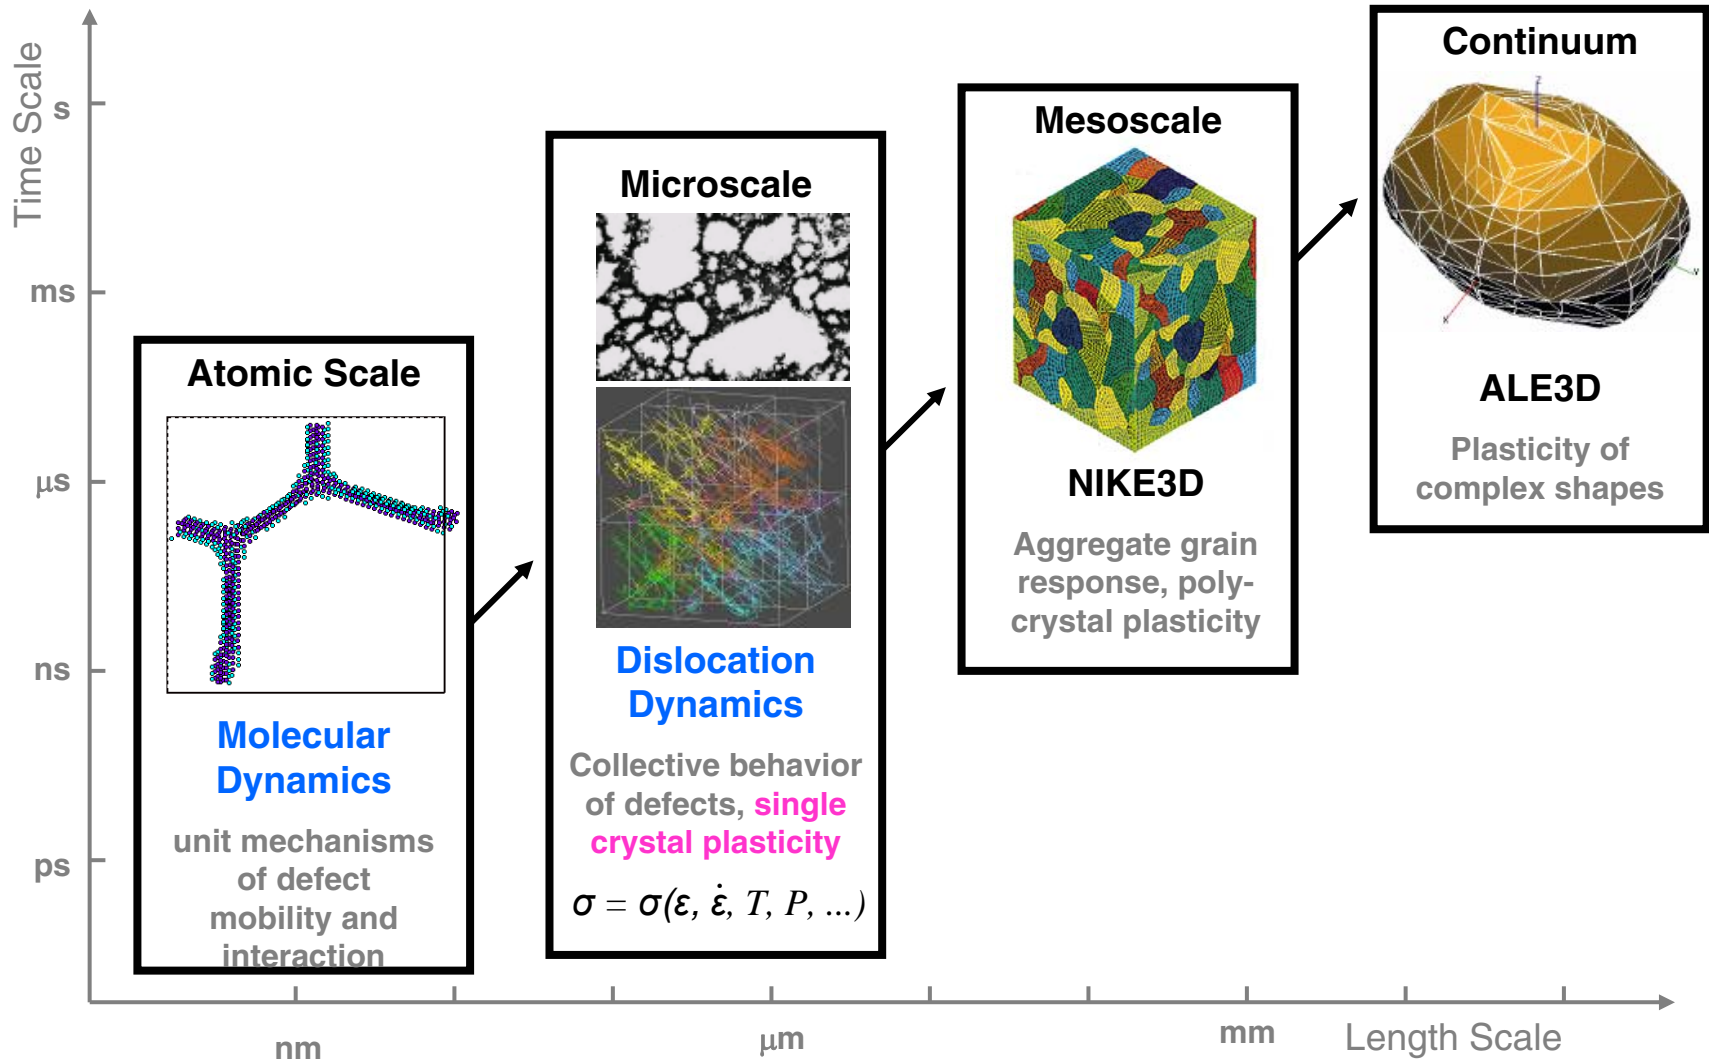 Time Scale
s
ms
μs
ns
ps
Atomic Scale
Molecular
Dynamics
unit mechanisms
of defect
mobility and
interaction
Microscale
Dislocation
Dynamics
Collective behavior
of defects, single
crystal plasticity
σ = σ(ε, ε̇, T, P, ...)
Mesoscale
NIKE3D
Aggregate grain
response, poly-
crystal plasticity
Continuum
Z
Y
X
ALE3D
Plasticity of
complex shapes
nm
μm
mm
Length Scale